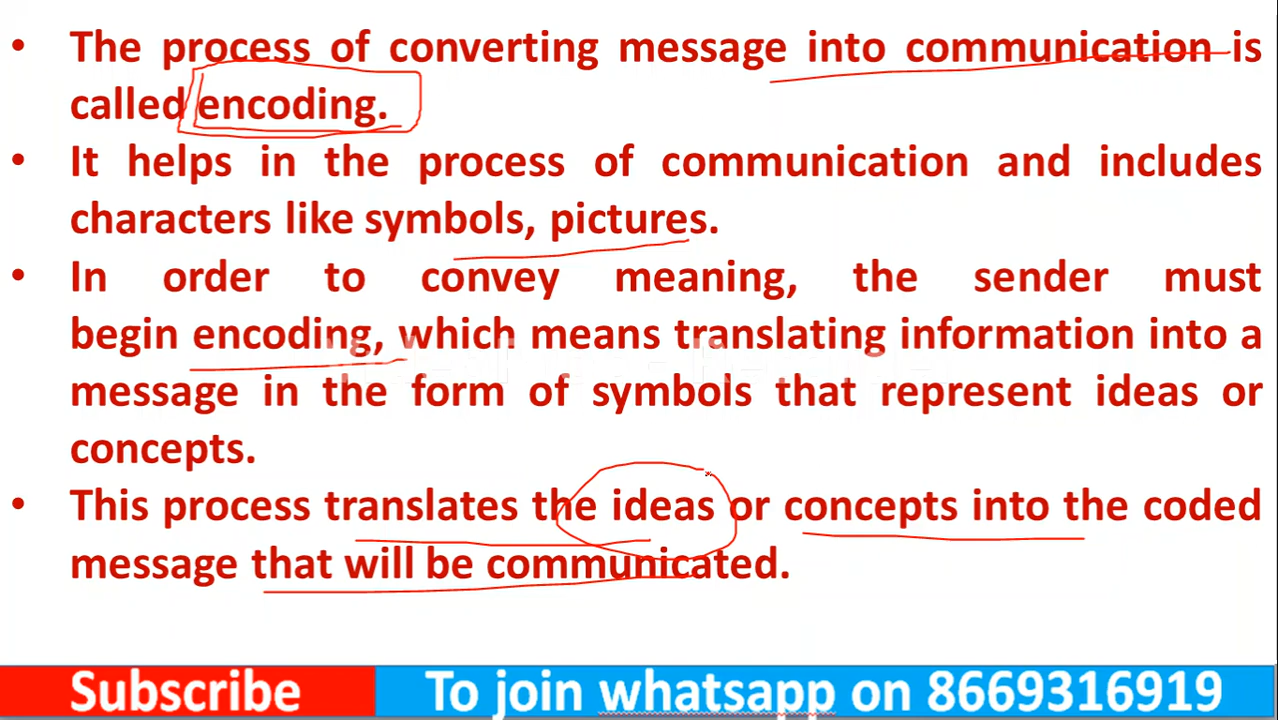 • The process of converting message into communication is
called encoding.
• It helps in the process of communication and includes
characters like symbols, pictures.
• In order to convey meaning, the sender must
begin encoding, which means translating information into a
message in the form of symbols that represent ideas or
concepts.
• This process translates the ideas or concepts into the coded
message that will be communicated.
Subscribe To join whatsapp on 8669316919